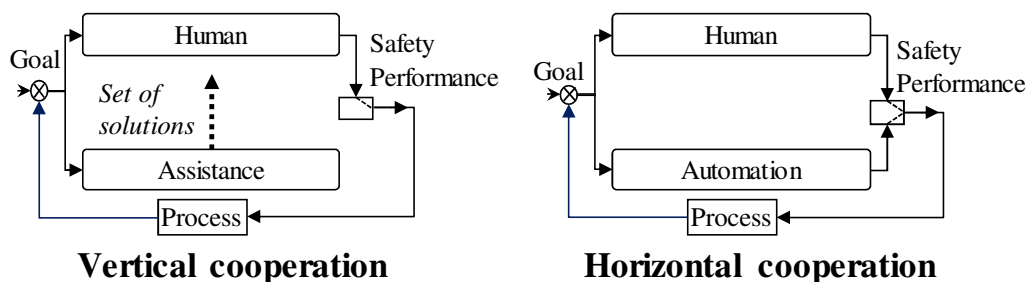 Human
Safety
Performance
Goal
Set of
solutions
Assistance
Process
Vertical cooperation
Human
Safety
Performance
Goal
Automation
Process
Horizontal cooperation